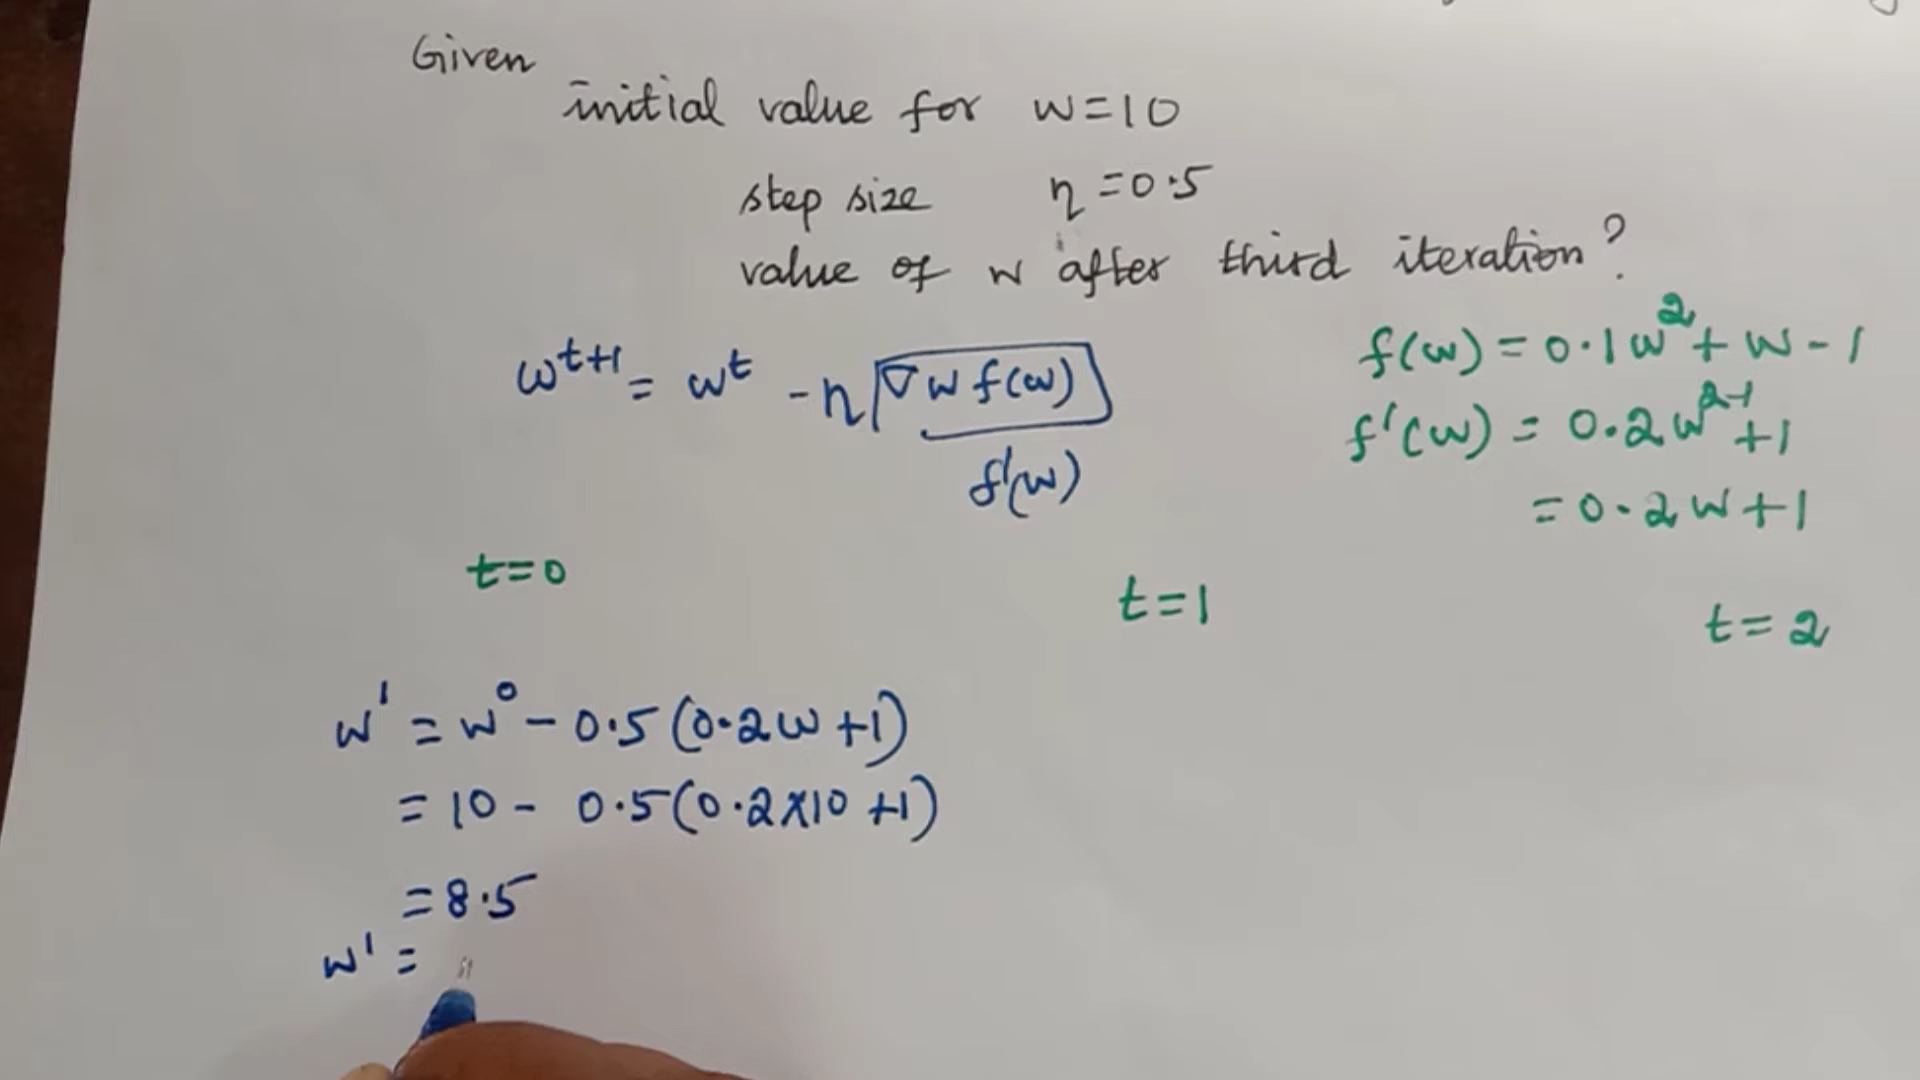 Given
initial value for w=10
step size η=0.5
value of w after third iteration?
w^{t+1} = w^t - η[∇w f(w)]
f'(w)
f(w) = 0.1w^2 + w - 1
f'(w) = 0.2w^{2-1} + 1
= 0.2w + 1
t=0
t=1
t=2
w^1 = w^0 - 0.5(0.2w + 1)
= 10 - 0.5(0.2x10 + 1)
= 8.5
w^1 =